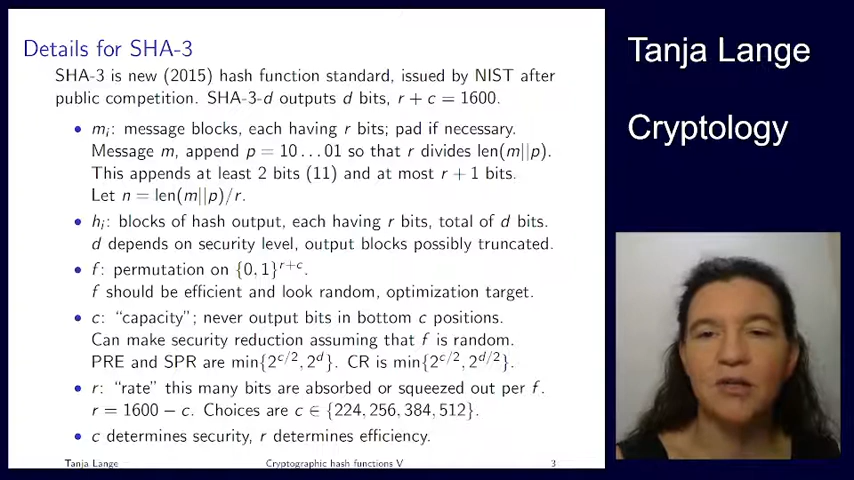 Details for SHA-3
SHA-3 is new (2015) hash function standard, issued by NIST after
public competition. SHA-3-d outputs d bits, r + c = 1600.
• mᵢ: message blocks, each having r bits; pad if necessary.
Message m, append p = 10...01 so that r divides len(m||p).
This appends at least 2 bits (11) and at most r + 1 bits.
Let n = len(m||p)/r.
• hᵢ: blocks of hash output, each having r bits, total of d bits.
d depends on security level, output blocks possibly truncated.
• f: permutation on {0, 1}^{r+c}.
f should be efficient and look random, optimization target.
• c: “capacity”; never output bits in bottom c positions.
Can make security reduction assuming that f is random.
PRE and SPR are min{2^{c/2}, 2^d}. CR is min{2^{c/2}, 2^{d/2}}.
• r: “rate” this many bits are absorbed or squeezed out per f.
r = 1600 − c. Choices are c ∈ {224, 256, 384, 512}.
• c determines security, r determines efficiency.
Tanja Lange Cryptographic hash functions V 3
Tanja Lange
Cryptology